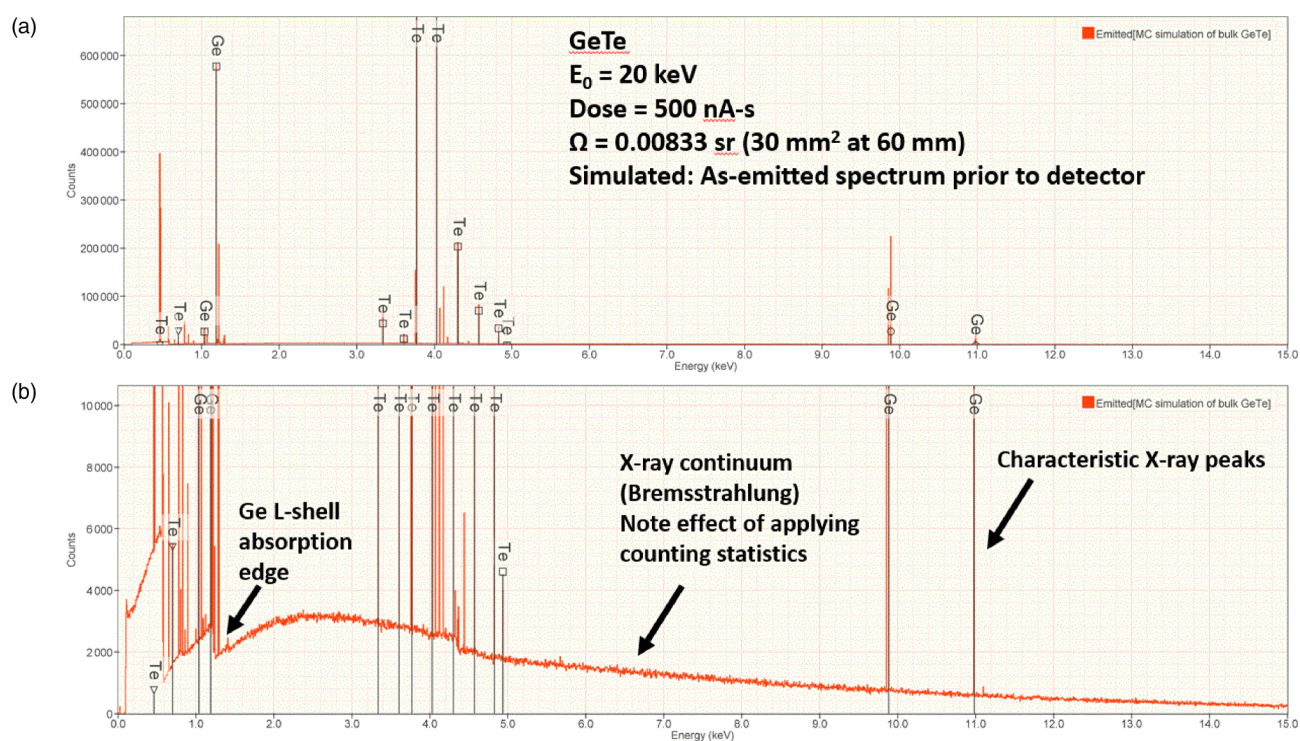 (a)
Emitted[MC simulation of bulk GeTe]
GeTe
E₀ = 20 keV
Dose = 500 nA-s
Ω = 0.00833 sr (30 mm² at 60 mm)
Simulated: As-emitted spectrum prior to detector
Counts
600 000
500 000
400 000
300 000
200 000
100 000
0
Te
Te
Ge
Ge
Te
Te
Te
Te
Te
Te
Te
Te
Ge
Ge
0.0 1.0 2.0 3.0 4.0 5.0 6.0 7.0 8.0 9.0 10.0 11.0 12.0 13.0 14.0 15.0
Energy (keV)
(b)
Emitted[MC simulation of bulk GeTe]
Counts
10 000
8000
6000
4000
2000
0
Te
Te
Ge
Ge
Te
Te
Te
Te
Te
Te
Te
Te
Ge
Ge
Ge L-shell
absorption
edge
X-ray continuum
(Bremsstrahlung)
Note effect of applying
counting statistics
Characteristic X-ray peaks
0.0 1.0 2.0 3.0 4.0 5.0 6.0 7.0 8.0 9.0 10.0 11.0 12.0 13.0 14.0 15.0
Energy (keV)